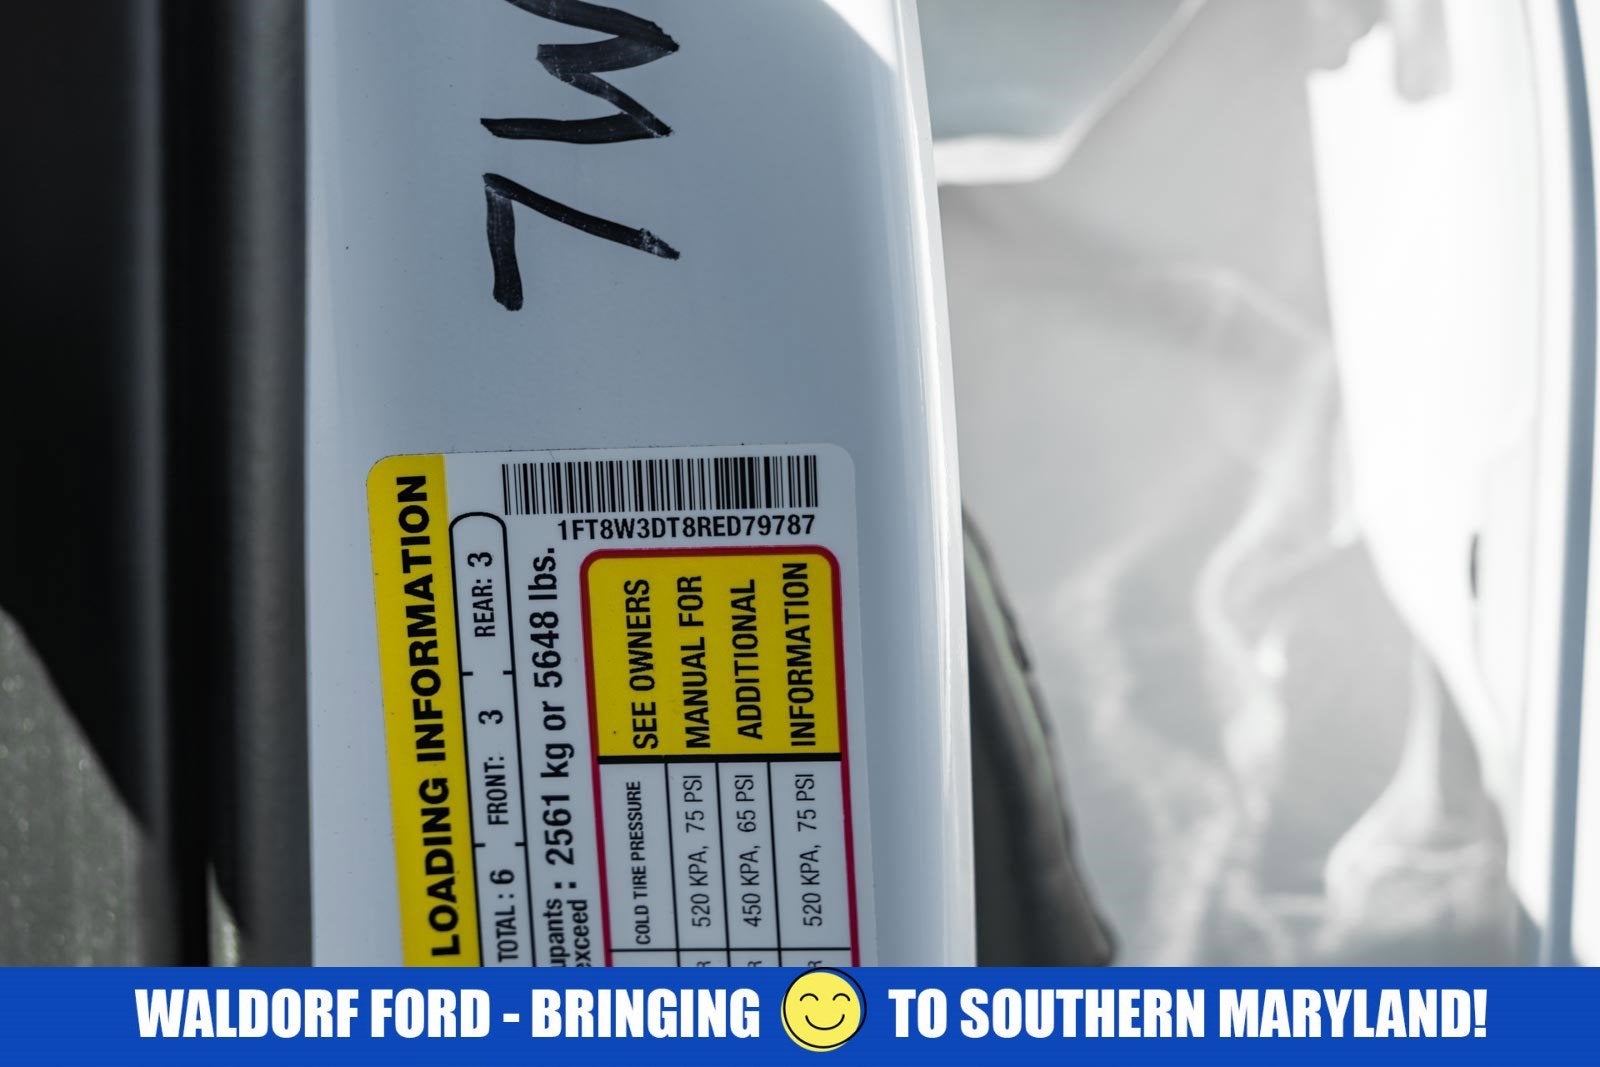 ML
LOADING INFORMATION
TOTAL : 6 FRONT: 3 REAR: 3
upants :
exceed : 2561 kg or 5648 lbs.
1FT8W3DT8RED79787
COLD TIRE PRESSURE
520 KPA, 75 PSI
450 KPA, 65 PSI
520 KPA, 75 PSI
SEE OWNERS
MANUAL FOR
ADDITIONAL
INFORMATION
WALDORF FORD - BRINGING TO SOUTHERN MARYLAND!